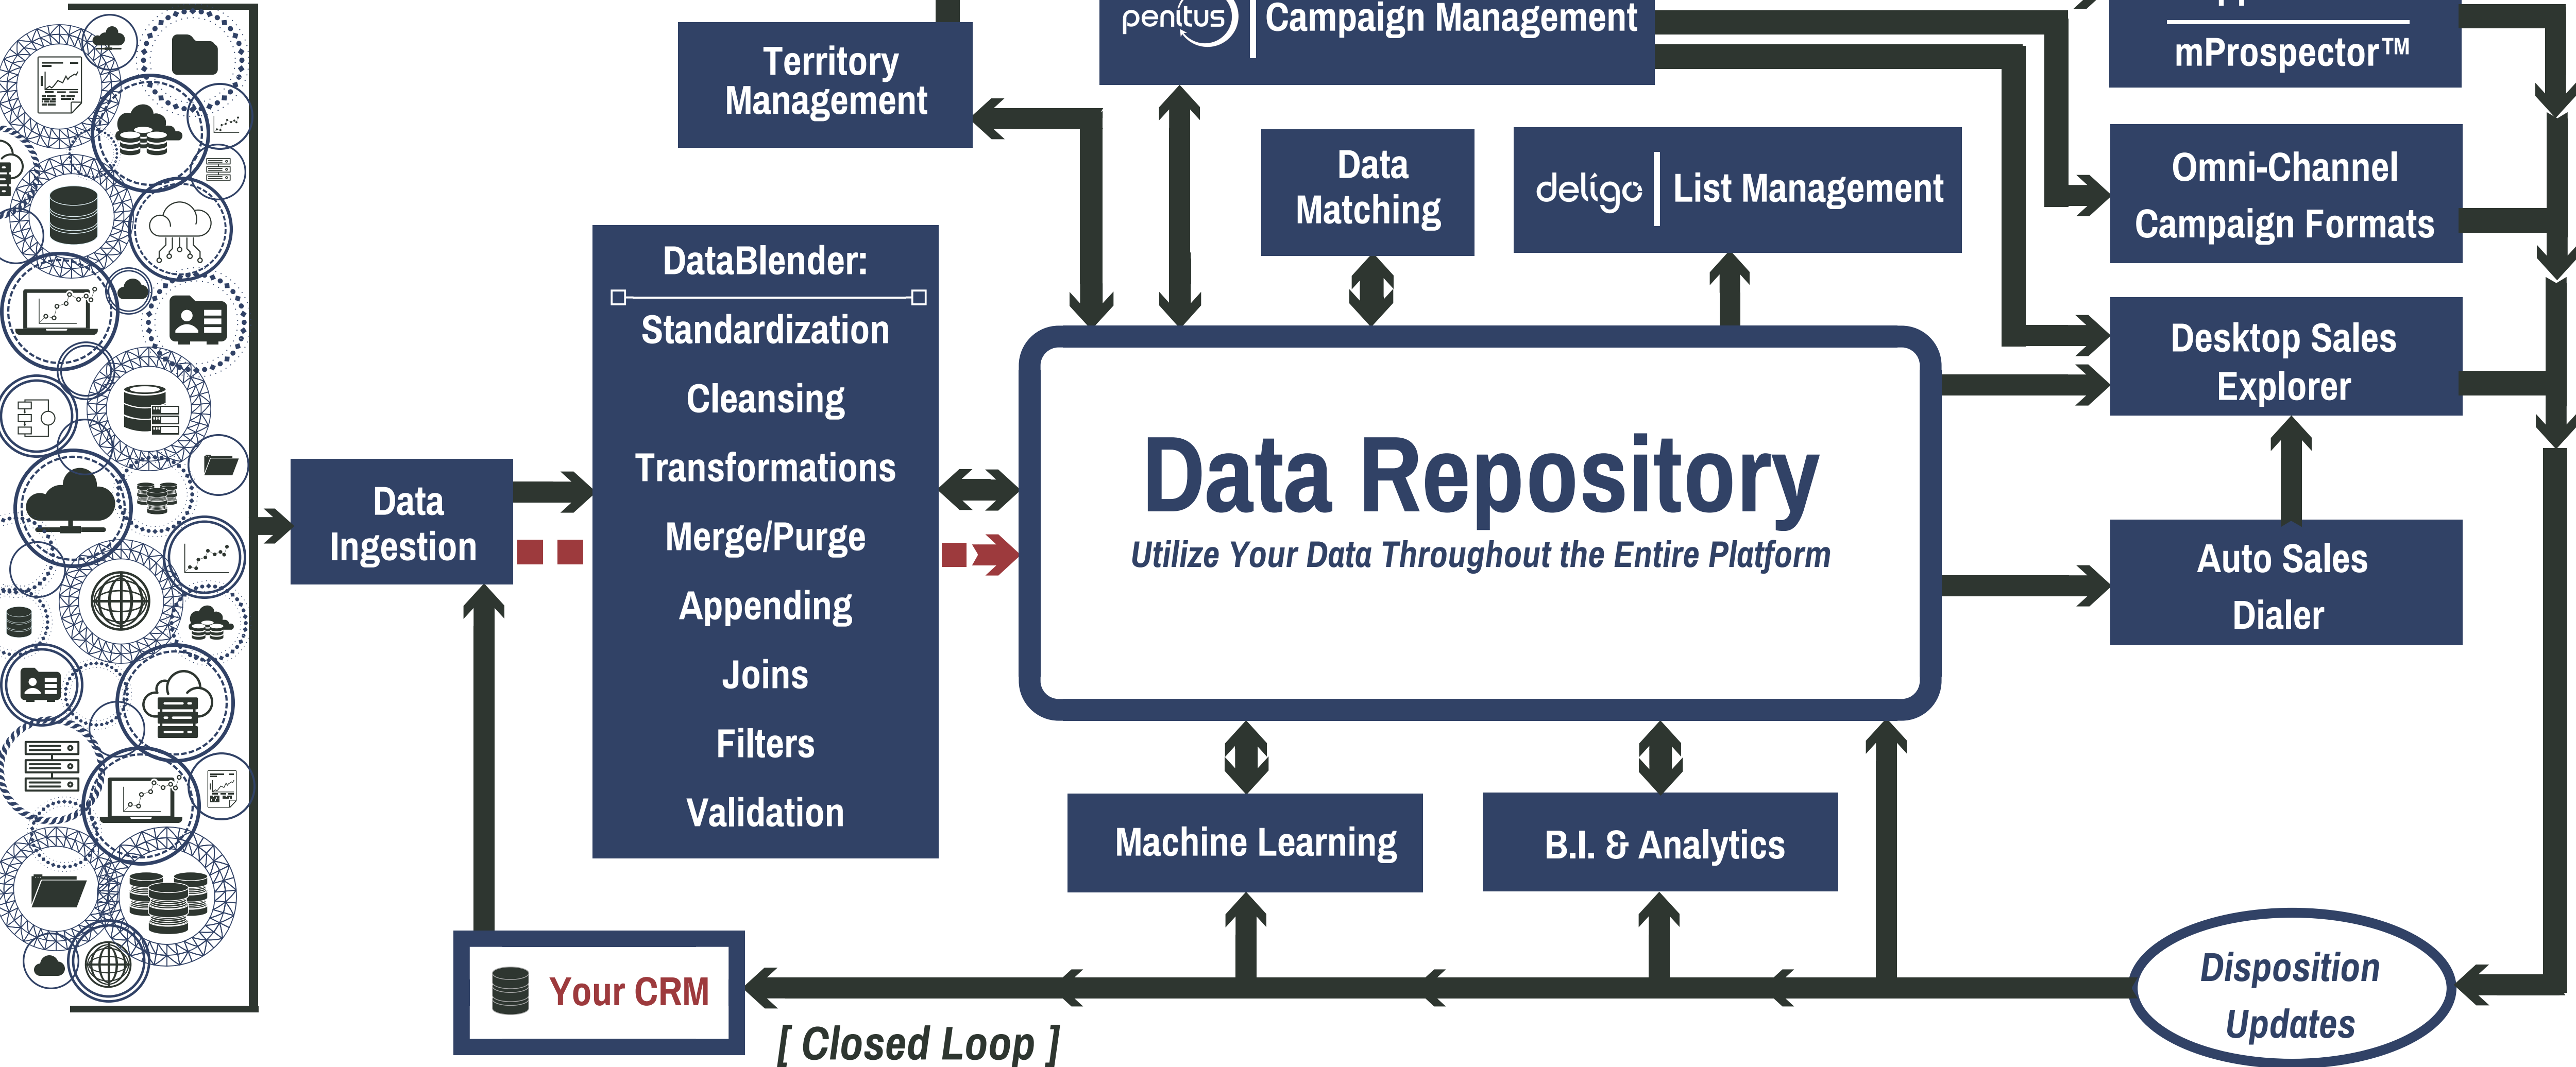 penitus
Campaign Management
mProspector™
Territory
Management
Data
Matching
deligo
List Management
Omni-Channel
Campaign Formats
DataBlender:
Standardization
Cleansing
Transformations
Merge/Purge
Appending
Joins
Filters
Validation
Desktop Sales
Explorer
Data
Ingestion
Data Repository
Utilize Your Data Throughout the Entire Platform
Auto Sales
Dialer
Machine Learning
B.I. & Analytics
Your CRM
[ Closed Loop ]
Disposition
Updates